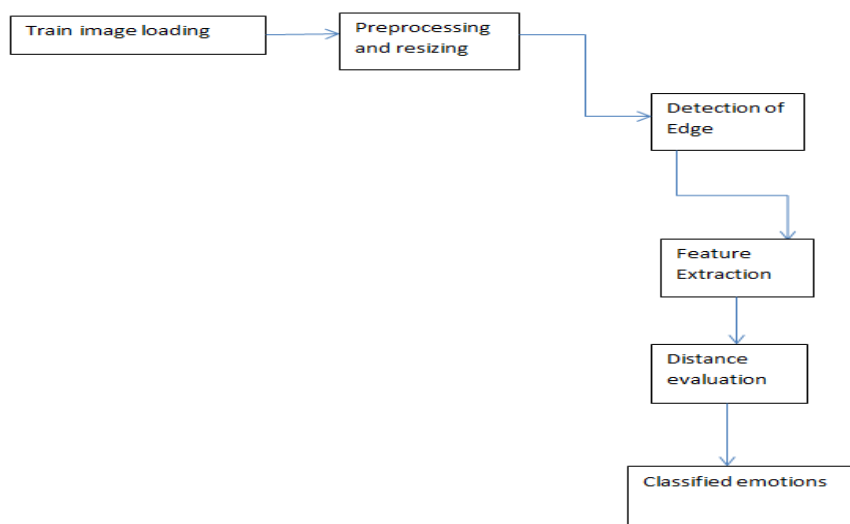 Train image loading
Preprocessing
and resizing
Detection of
Edge
Feature
Extraction
Distance
evaluation
Classified emotions